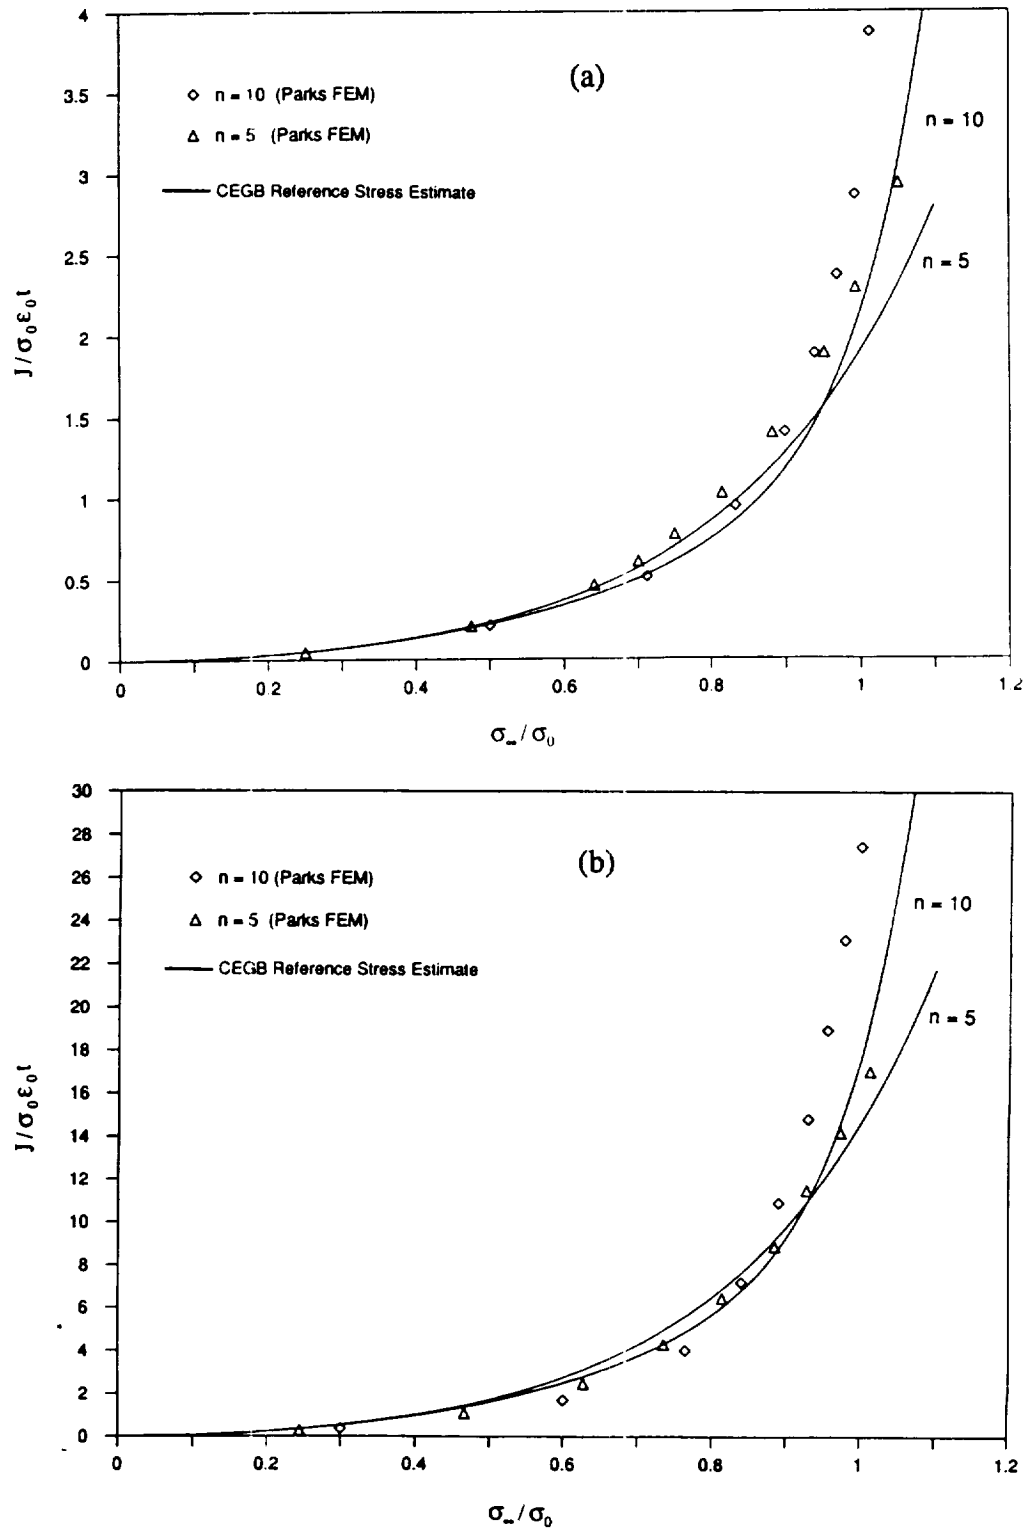 4
(a)
◇ n = 10 (Parks FEM)
3.5
n = 10
△ n = 5 (Parks FEM)
3
CEGB Reference Stress Estimate
2.5
n = 5
J/σ₀ε₀t
2
1.5
1
0.5
0
0 0.2 0.4 0.6 0.8 1 1.2
σ∞/σ₀
30
28
(b)
26
◇ n = 10 (Parks FEM)
n = 10
24
△ n = 5 (Parks FEM)
22
CEGB Reference Stress Estimate
20
n = 5
18
16
J/σ₀ε₀t
14
12
10
8
6
4
2
0
0 0.2 0.4 0.6 0.8 1 1.2
σ∞/σ₀